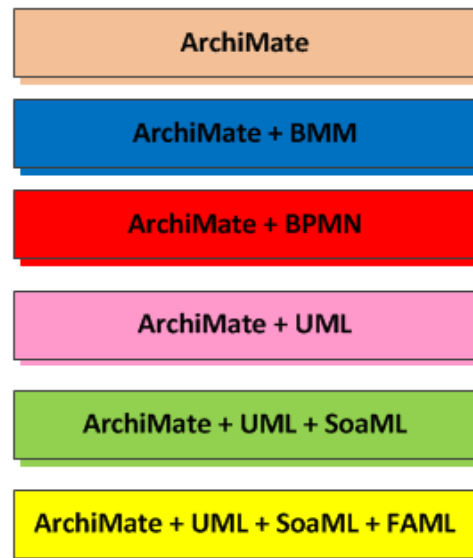 ArchiMate
ArchiMate + BMM
ArchiMate + BPMN
ArchiMate + UML
ArchiMate + UML + SoaML
ArchiMate + UML + SoaML + FAML